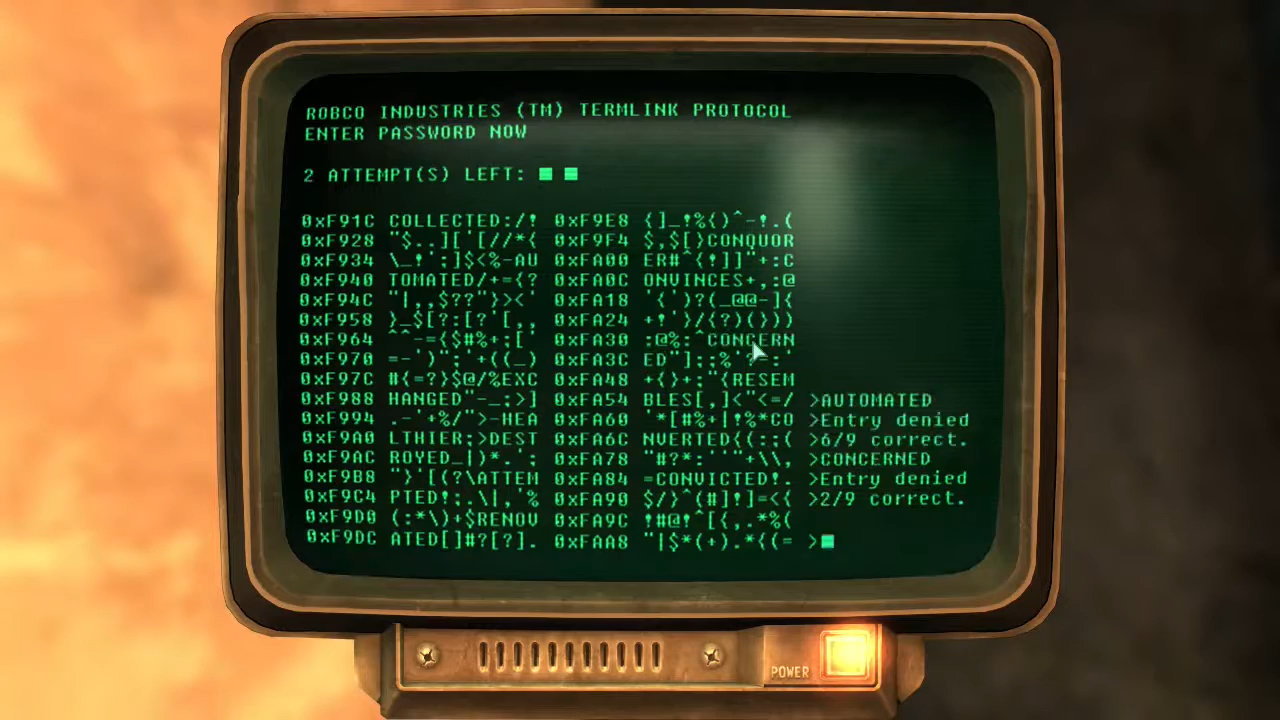 ROBCO INDUSTRIES (TM) TERMLINK PROTOCOL
ENTER PASSWORD NOW
2 ATTEMPT(S) LEFT: ■ ■
0xF91C COLLECTED:/! 0xF9E8 {]_!%{)^-!.(
0xF928 "$..]['[//*{ 0xF9F4 $,$[}CONQUOR
0xF934 \_!':]$<%-AU 0xFA00 ER#^{!]]"+:C
0xF940 TOMATED/+={? 0xFA0C ONVINCES+,:@
0xF94C "|,,$??"}><' 0xFA18 '{')?(_@@-]{
0xF958 }_$[?:[?'[,, 0xFA24 +!'}/{?)(}))
0xF964 ^^-={$#%+;[' 0xFA30 :@%:^CONCERN
0xF970 =-')";'+((_) 0xFA3C ED"];;%'?=:'
0xF97C #{=?}$@/%EXC 0xFA48 +{}+;"{RESEM
0xF988 HANGED"-_;>] 0xFA54 BLES[,]<"<=/ >AUTOMATED
0xF994 .-'+%/">-HEA 0xFA60 '*[#%+|!%*CO >Entry denied
0xF9A0 LTHIER;>DEST 0xFA6C NVERTED{(:;( >6/9 correct.
0xF9AC ROYED_|)*.'; 0xFA78 "#?*:''"+\\, >CONCERNED
0xF9B8 "}'[(?\ATTEM 0xFA84 =CONVICTED!. >Entry denied
0xF9C4 PTED!;.\|,'% 0xFA90 $/}^(#]!]=<{ >2/9 correct.
0xF9D0 (:*\)+$RENOV 0xFA9C !#@!^[{,.*%(
0xF9DC ATED[]#?[?]. 0xFAA8 "|$*(+).*{(= >■
POWER